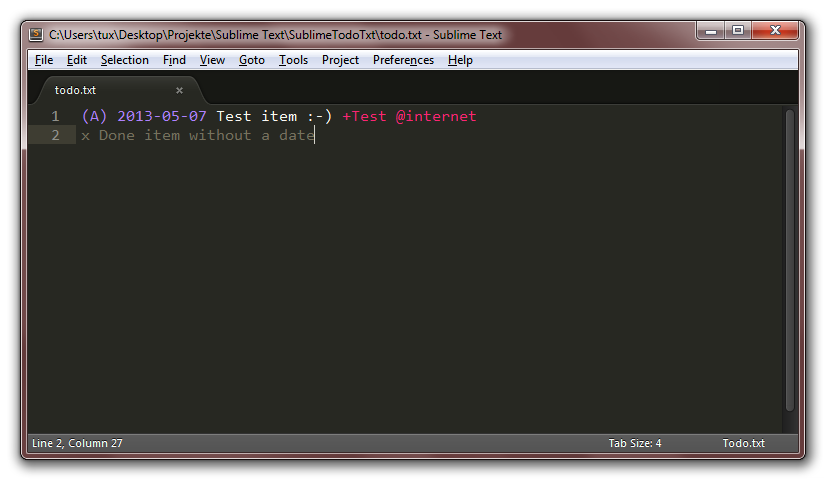 C:\Users\tux\Desktop\Projekte\Sublime Text\SublimeTodoTxt\todo.txt - Sublime Text
File Edit Selection Find View Goto Tools Project Preferences Help
todo.txt ×
1 (A) 2013-05-07 Test item :-) +Test @internet
2 x Done item without a date
Line 2, Column 27 Tab Size: 4 Todo.txt